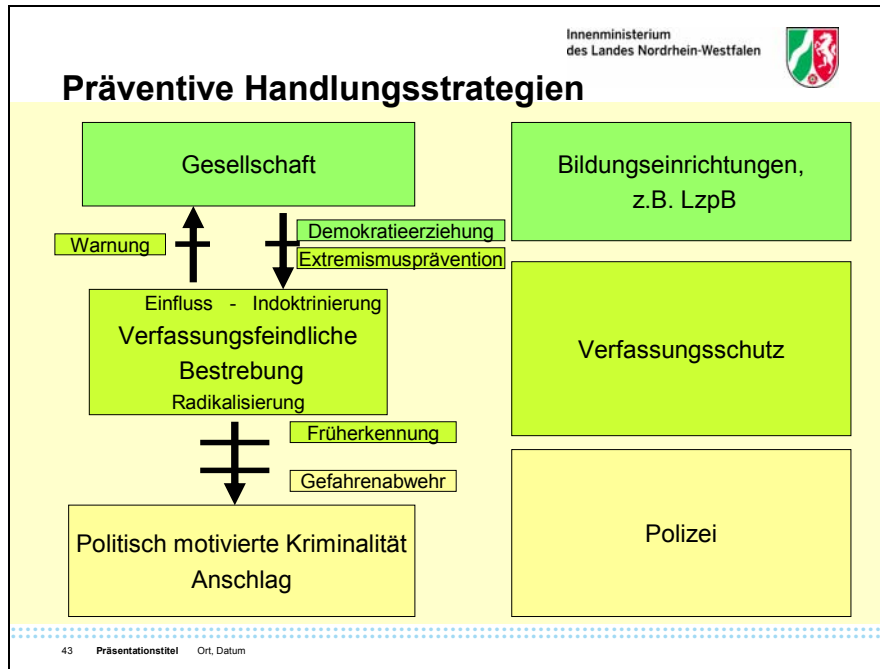 Innenministerium
des Landes Nordrhein-Westfalen
Präventive Handlungsstrategien
Gesellschaft
Bildungseinrichtungen,
z.B. LzpB
Warnung
Demokratieerziehung
Extremismusprävention
Einfluss - Indoktrinierung
Verfassungsfeindliche
Bestrebung
Radikalisierung
Verfassungsschutz
Früherkennung
Gefahrenabwehr
Politisch motivierte Kriminalität
Anschlag
Polizei
43 Präsentationstitel Ort, Datum